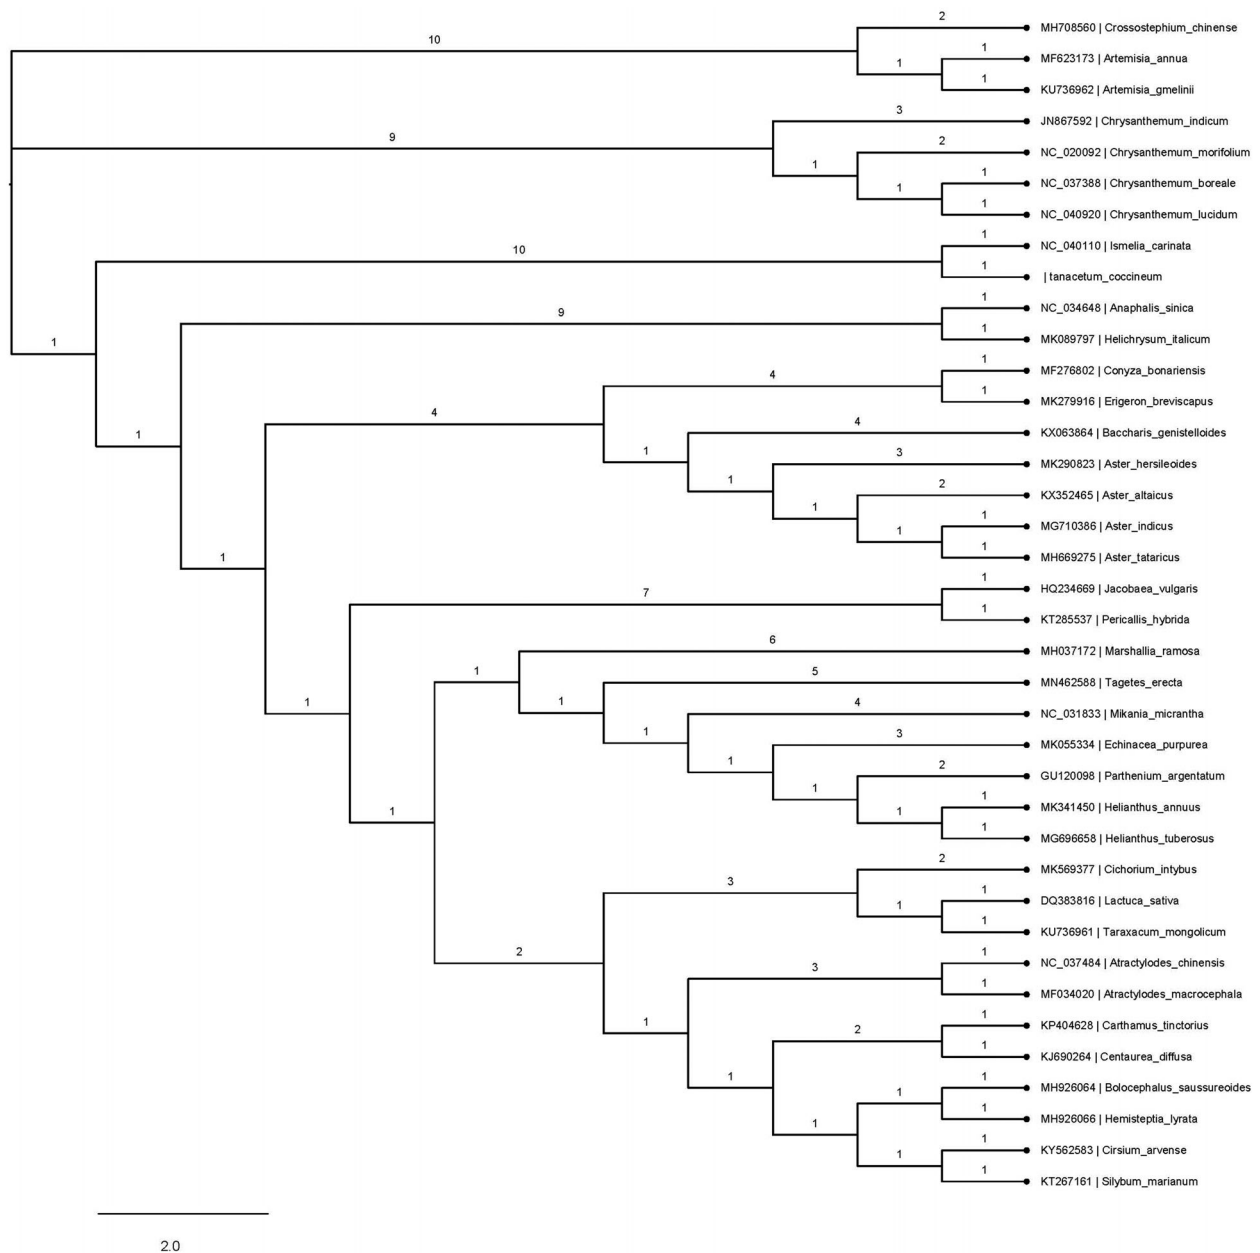 2
MH708560 | Crossostephium_chinense
10
1
1
MF623173 | Artemisia_annua
1
KU736962 | Artemisia_gmelinii
3
JN867592 | Chrysanthemum_indicum
9
2
NC_020092 | Chrysanthemum_morifolium
1
1
NC_037388 | Chrysanthemum_boreale
1
1
NC_040920 | Chrysanthemum_lucidum
1
NC_040110 | Ismelia_carinata
10
1
| tanacetum_coccineum
1
NC_034648 | Anaphalis_sinica
9
1
MK089797 | Helichrysum_italicum
1
1
MF276802 | Conyza_bonariensis
4
1
MK279916 | Erigeron_breviscapus
4
4
KX063864 | Baccharis_genistelloides
1
1
3
MK290823 | Aster_hersileoides
1
2
KX352465 | Aster_altaicus
1
1
MG710386 | Aster_indicus
1
1
MH669275 | Aster_tataricus
1
1
HQ234669 | Jacobaea_vulgaris
7
1
KT285537 | Pericallis_hybrida
6
MH037172 | Marshallia_ramosa
1
5
MN462588 | Tagetes_erecta
1
1
4
NC_031833 | Mikania_micrantha
1
3
MK055334 | Echinacea_purpurea
1
2
GU120098 | Parthenium_argentatum
1
1
MK341450 | Helianthus_annuus
1
1
1
MG696658 | Helianthus_tuberosus
2
MK569377 | Cichorium_intybus
3
1
DQ383816 | Lactuca_sativa
1
1
KU736961 | Taraxacum_mongolicum
2
1
NC_037484 | Atractylodes_chinensis
3
1
MF034020 | Atractylodes_macrocephala
1
1
KP404628 | Carthamus_tinctorius
2
1
KJ690264 | Centaurea_diffusa
1
1
MH926064 | Bolocephalus_saussureoides
1
1
MH926066 | Hemisteptia_lyrata
1
1
KY562583 | Cirsium_arvense
1
1
KT267161 | Silybum_marianum
2.0